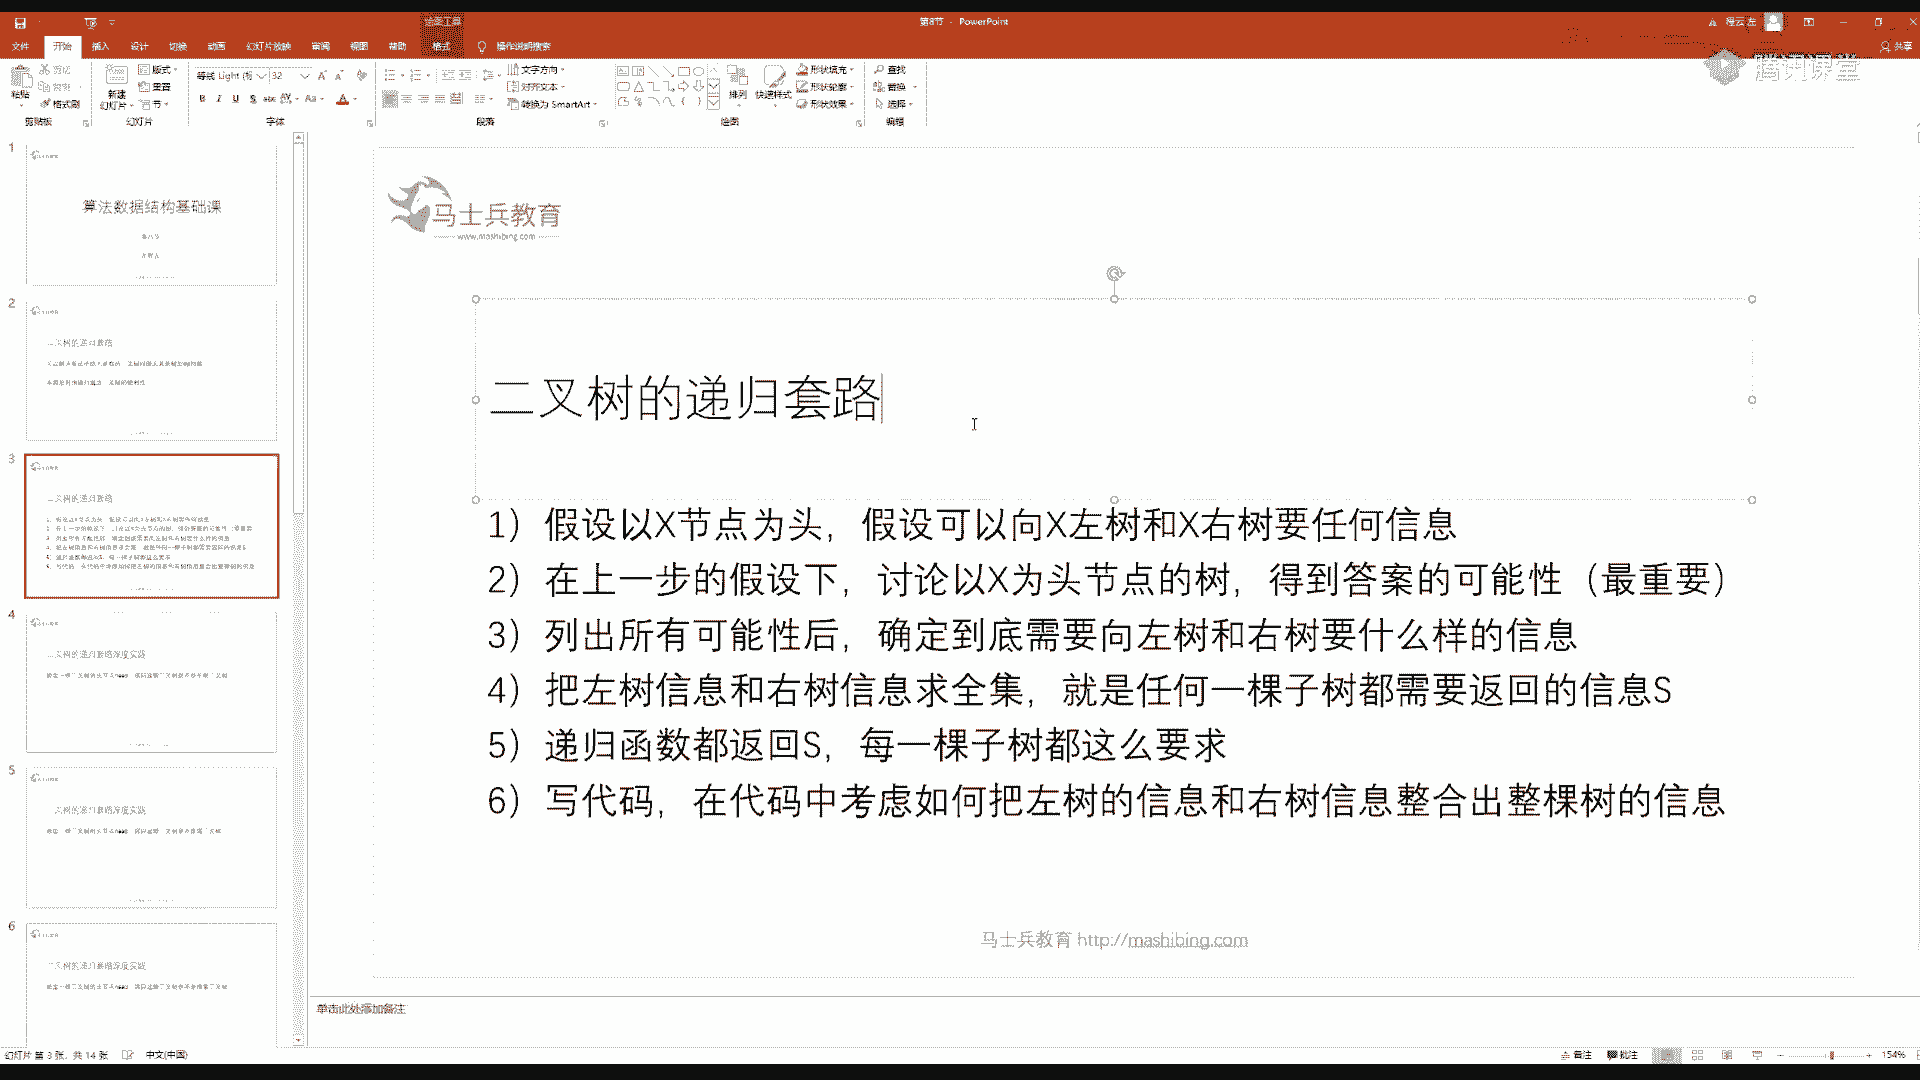 绘图工具
第8节 - PowerPoint
程云 左
文件 开始 插入 设计 切换 动画 幻灯片放映 审阅 视图 帮助 格式 操作说明搜索
共享
腾讯课堂
粘贴 剪切 复制 格式刷
剪贴板
新建幻灯片 版式 重置 节
幻灯片
等线 Light (标 32
字体
文字方向 对齐文本 转换为 SmartArt
段落
排列 快速样式 形状填充 形状轮廓 形状效果
绘图
查找 替换 选择
编辑
1
算法数据结构基础课
第八节
左程云
2
二叉树的递归套路
3
二叉树的递归套路
4
二叉树的递归套路深度实践
5
二叉树的递归套路深度实践
6
二叉树的递归套路深度实践
马士兵教育
www.mashibing.com
二叉树的递归套路
1）假设以X节点为头，假设可以向X左树和X右树要任何信息
2）在上一步的假设下，讨论以X为头节点的树，得到答案的可能性（最重要）
3）列出所有可能性后，确定到底需要向左树和右树要什么样的信息
4）把左树信息和右树信息求全集，就是任何一棵子树都需要返回的信息S
5）递归函数都返回S，每一棵子树都这么要求
6）写代码，在代码中考虑如何把左树的信息和右树信息整合出整棵树的信息
马士兵教育 http://mashibing.com
单击此处添加备注
幻灯片 第 3 张，共 14 张 中文(中国)
备注 批注 154%